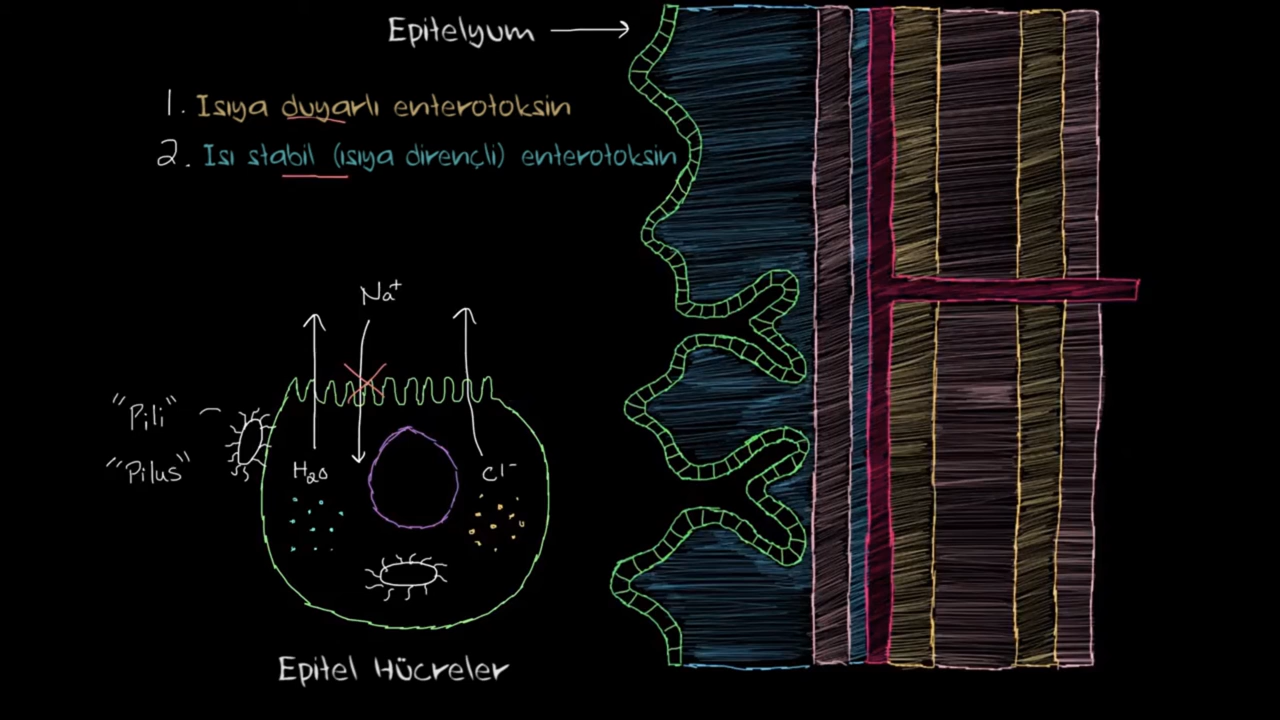 Epitelyum
1. Isıya duyarlı enterotoksin
2. Isı stabil (ısıya dirençli) enterotoksin
Na⁺
"Pili"
"Pilus"
H₂O
Cl⁻
Epitel Hücreler